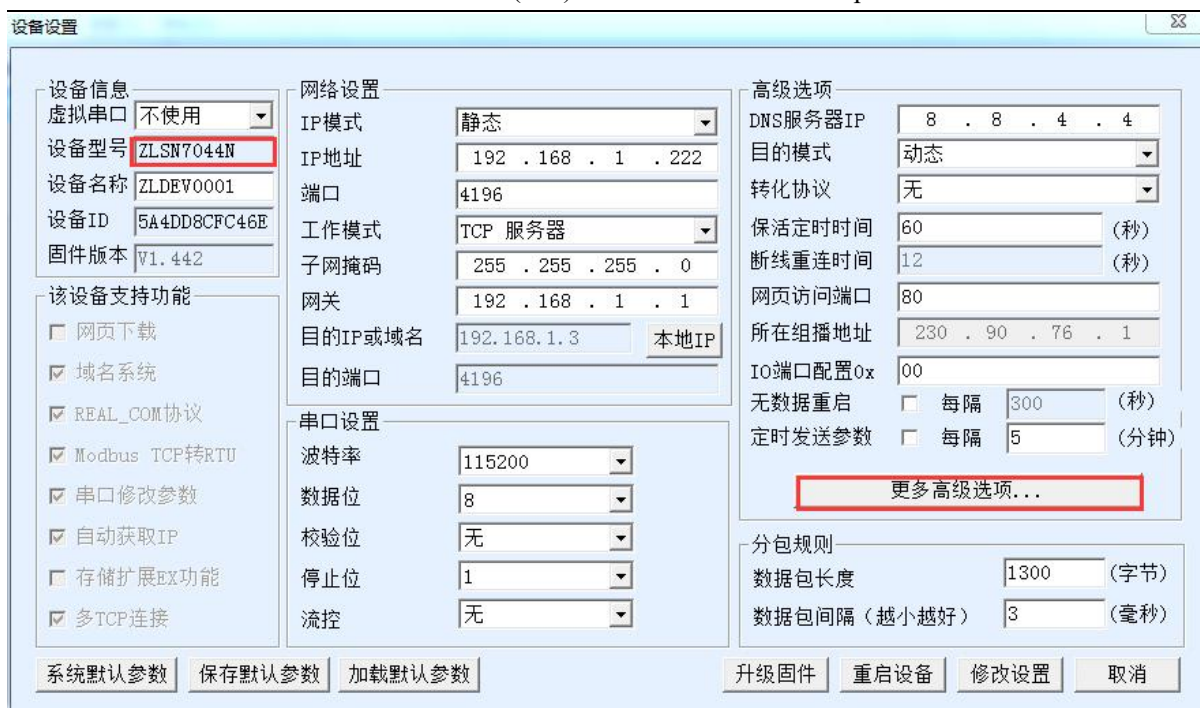 设备设置
设备信息
虚拟串口 不使用
设备型号 ZLSN7044N
设备名称 ZLDEV0001
设备ID 5A4DD8CFC46E
固件版本 V1.442
该设备支持功能
网页下载
域名系统
REAL_COM协议
Modbus TCP转RTU
串口修改参数
自动获取IP
存储扩展EX功能
多TCP连接
网络设置
IP模式 静态
IP地址 192 . 168 . 1 . 222
端口 4196
工作模式 TCP 服务器
子网掩码 255 . 255 . 255 . 0
网关 192 . 168 . 1 . 1
目的IP或域名 192.168.1.3 本地IP
目的端口 4196
串口设置
波特率 115200
数据位 8
校验位 无
停止位 1
流控 无
高级选项
DNS服务器IP 8 . 8 . 4 . 4
目的模式 动态
转化协议 无
保活定时时间 60 (秒)
断线重连时间 12 (秒)
网页访问端口 80
所在组播地址 230 . 90 . 76 . 1
IO端口配置0x 00
无数据重启 每隔 300 (秒)
定时发送参数 每隔 5 (分钟)
更多高级选项...
分包规则
数据包长度 1300 (字节)
数据包间隔（越小越好） 3 (毫秒)
系统默认参数 保存默认参数 加载默认参数 升级固件 重启设备 修改设置 取消